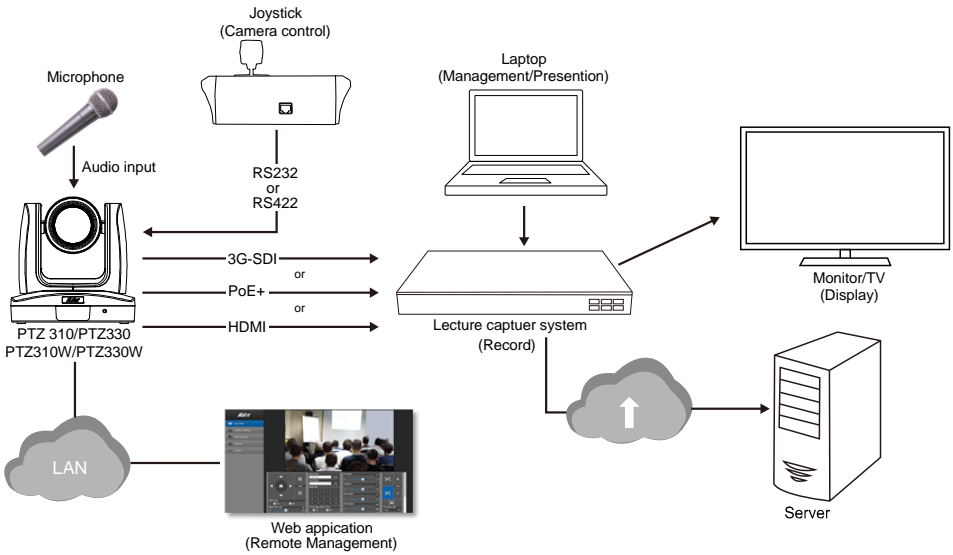 Joystick
(Camera control)
Microphone
Laptop
(Management/Presention)
Audio input
RS232
or
RS422
3G-SDI
or
PoE+
or
HDMI
Monitor/TV
(Display)
Lecture captuer system
(Record)
PTZ 310/PTZ330
PTZ310W/PTZ330W
LAN
AVer
Server
Web appication
(Remote Management)